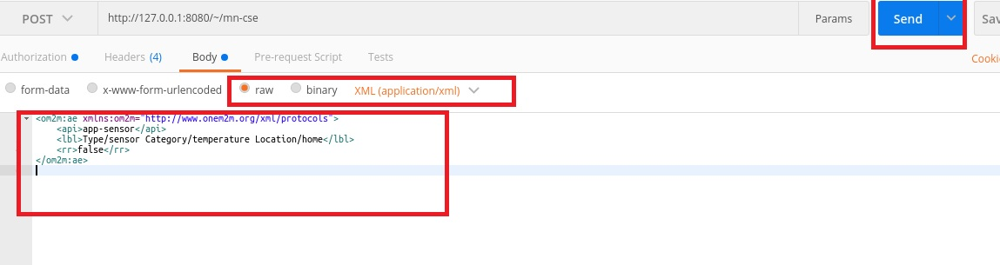 POST http://127.0.0.1:8080/~/mn-cse Params Send Sav
Authorization Headers (4) Body Pre-request Script Tests Cooki
form-data x-www-form-urlencoded raw binary XML (application/xml)
<om2m:ae xmlns:om2m="http://www.onem2m.org/xml/protocols">
<api>app-sensor</api>
<lbl>Type/sensor Category/temperature Location/home</lbl>
<rr>false</rr>
</om2m:ae>